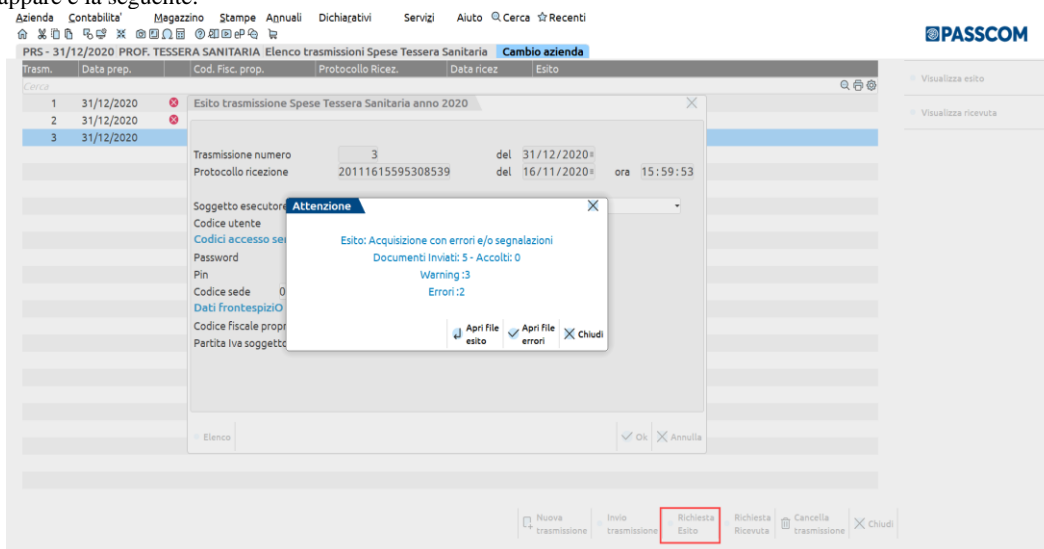 appare è la seguente:
Azienda Contabilita' Magazzino Stampe Annuali Dichiarativi Servizi Aiuto Cerca Recenti
PASSCOM
PRS - 31/12/2020 PROF. TESSERA SANITARIA Elenco trasmissioni Spese Tessera Sanitaria Cambio azienda
Trasm. Data prep. Cod. Fisc. prop. Protocollo Ricez. Data ricez Esito
Cerca
Visualizza esito
1 31/12/2020
Esito trasmissione Spese Tessera Sanitaria anno 2020
Visualizza ricevuta
2 31/12/2020
3 31/12/2020
Trasmissione numero 3 del 31/12/2020
Protocollo ricezione 20111615595308539 del 16/11/2020 ora 15:59:53
Soggetto esecutore
Attenzione
Codice utente
Codici accesso ser
Esito: Acquisizione con errori e/o segnalazioni
Password
Documenti Inviati: 5 - Accolti: 0
Pin
Warning :3
Codice sede 0
Errori :2
Dati frontespiziO
Codice fiscale propr
Apri file esito
Apri file errori
Chiudi
Partita Iva soggetto
Elenco
Ok
Annulla
Nuova trasmissione
Invio trasmissione
Richiesta Esito
Richiesta Ricevuta
Cancella trasmissione
Chiudi